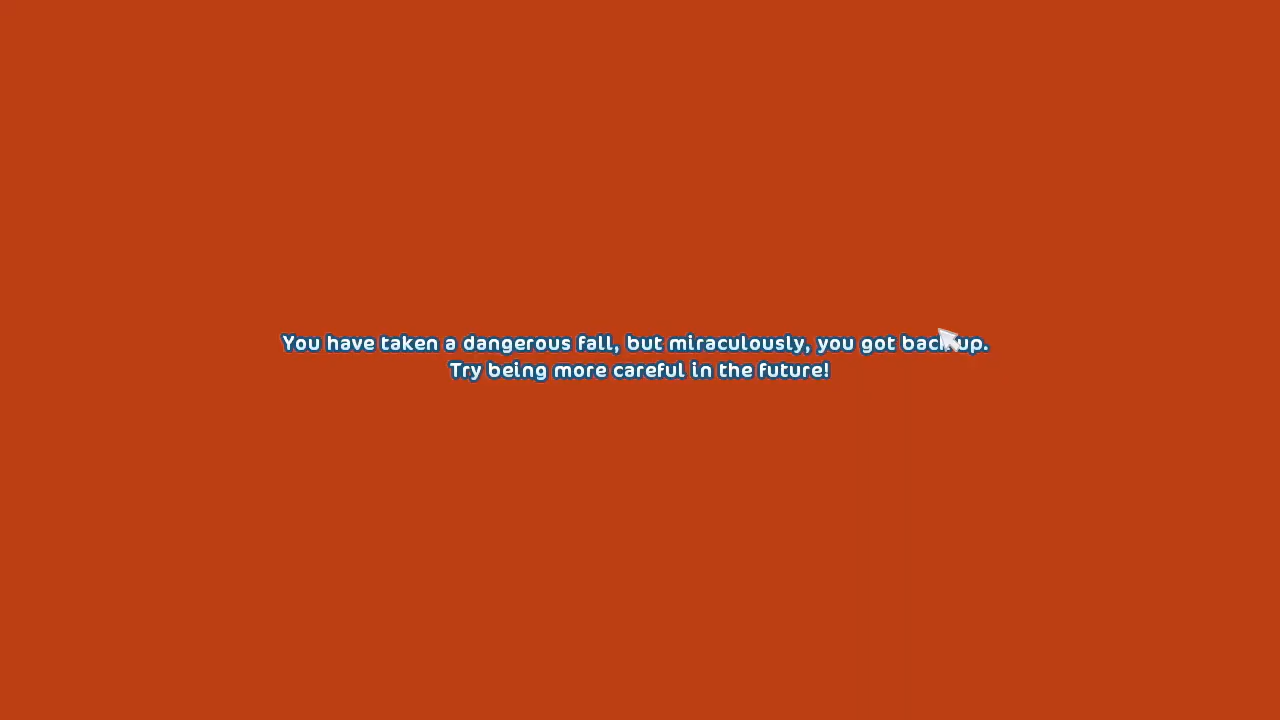 You have taken a dangerous fall, but miraculously, you got back up.
Try being more careful in the future!